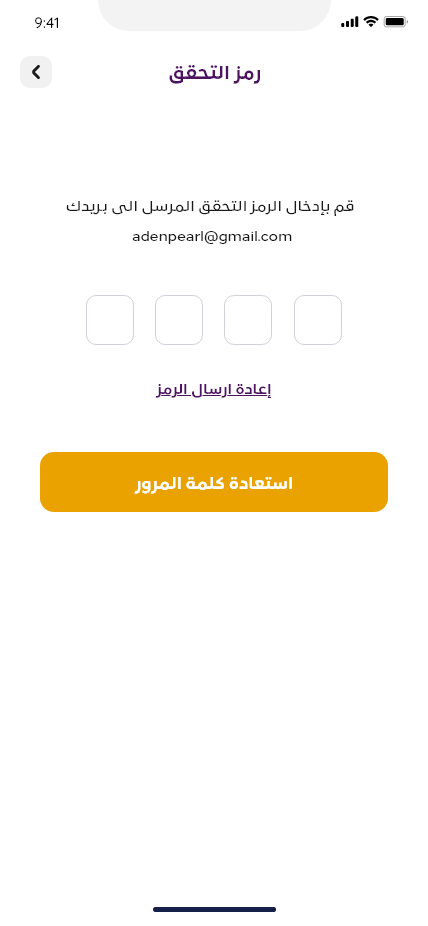 9:41
رمز التحقق
قم بإدخال الرمز التحقق المرسل الى بريدك
adenpearl@gmail.com
إعادة ارسال الرمز
استعادة كلمة المرور